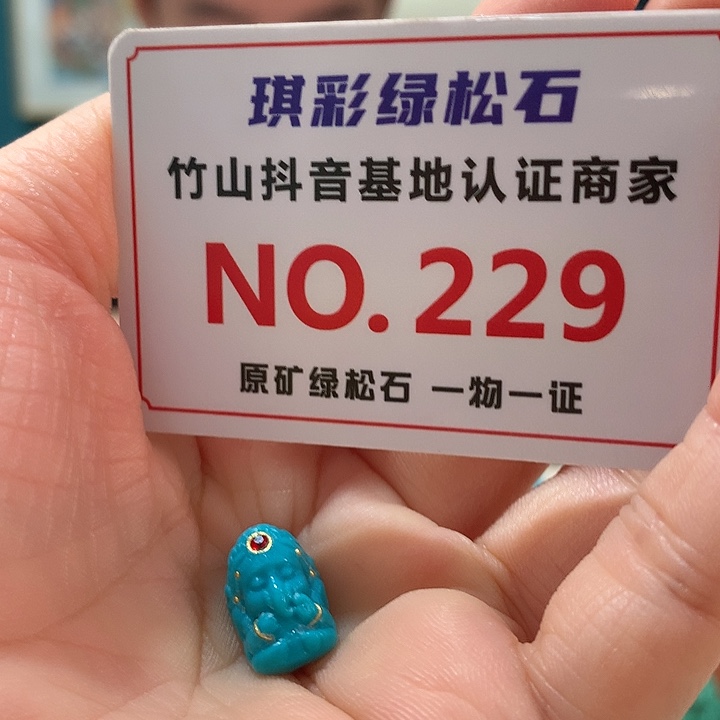 琪彩绿松石
竹山抖音基地认证商家
NO.229
原矿绿松石 一物一证